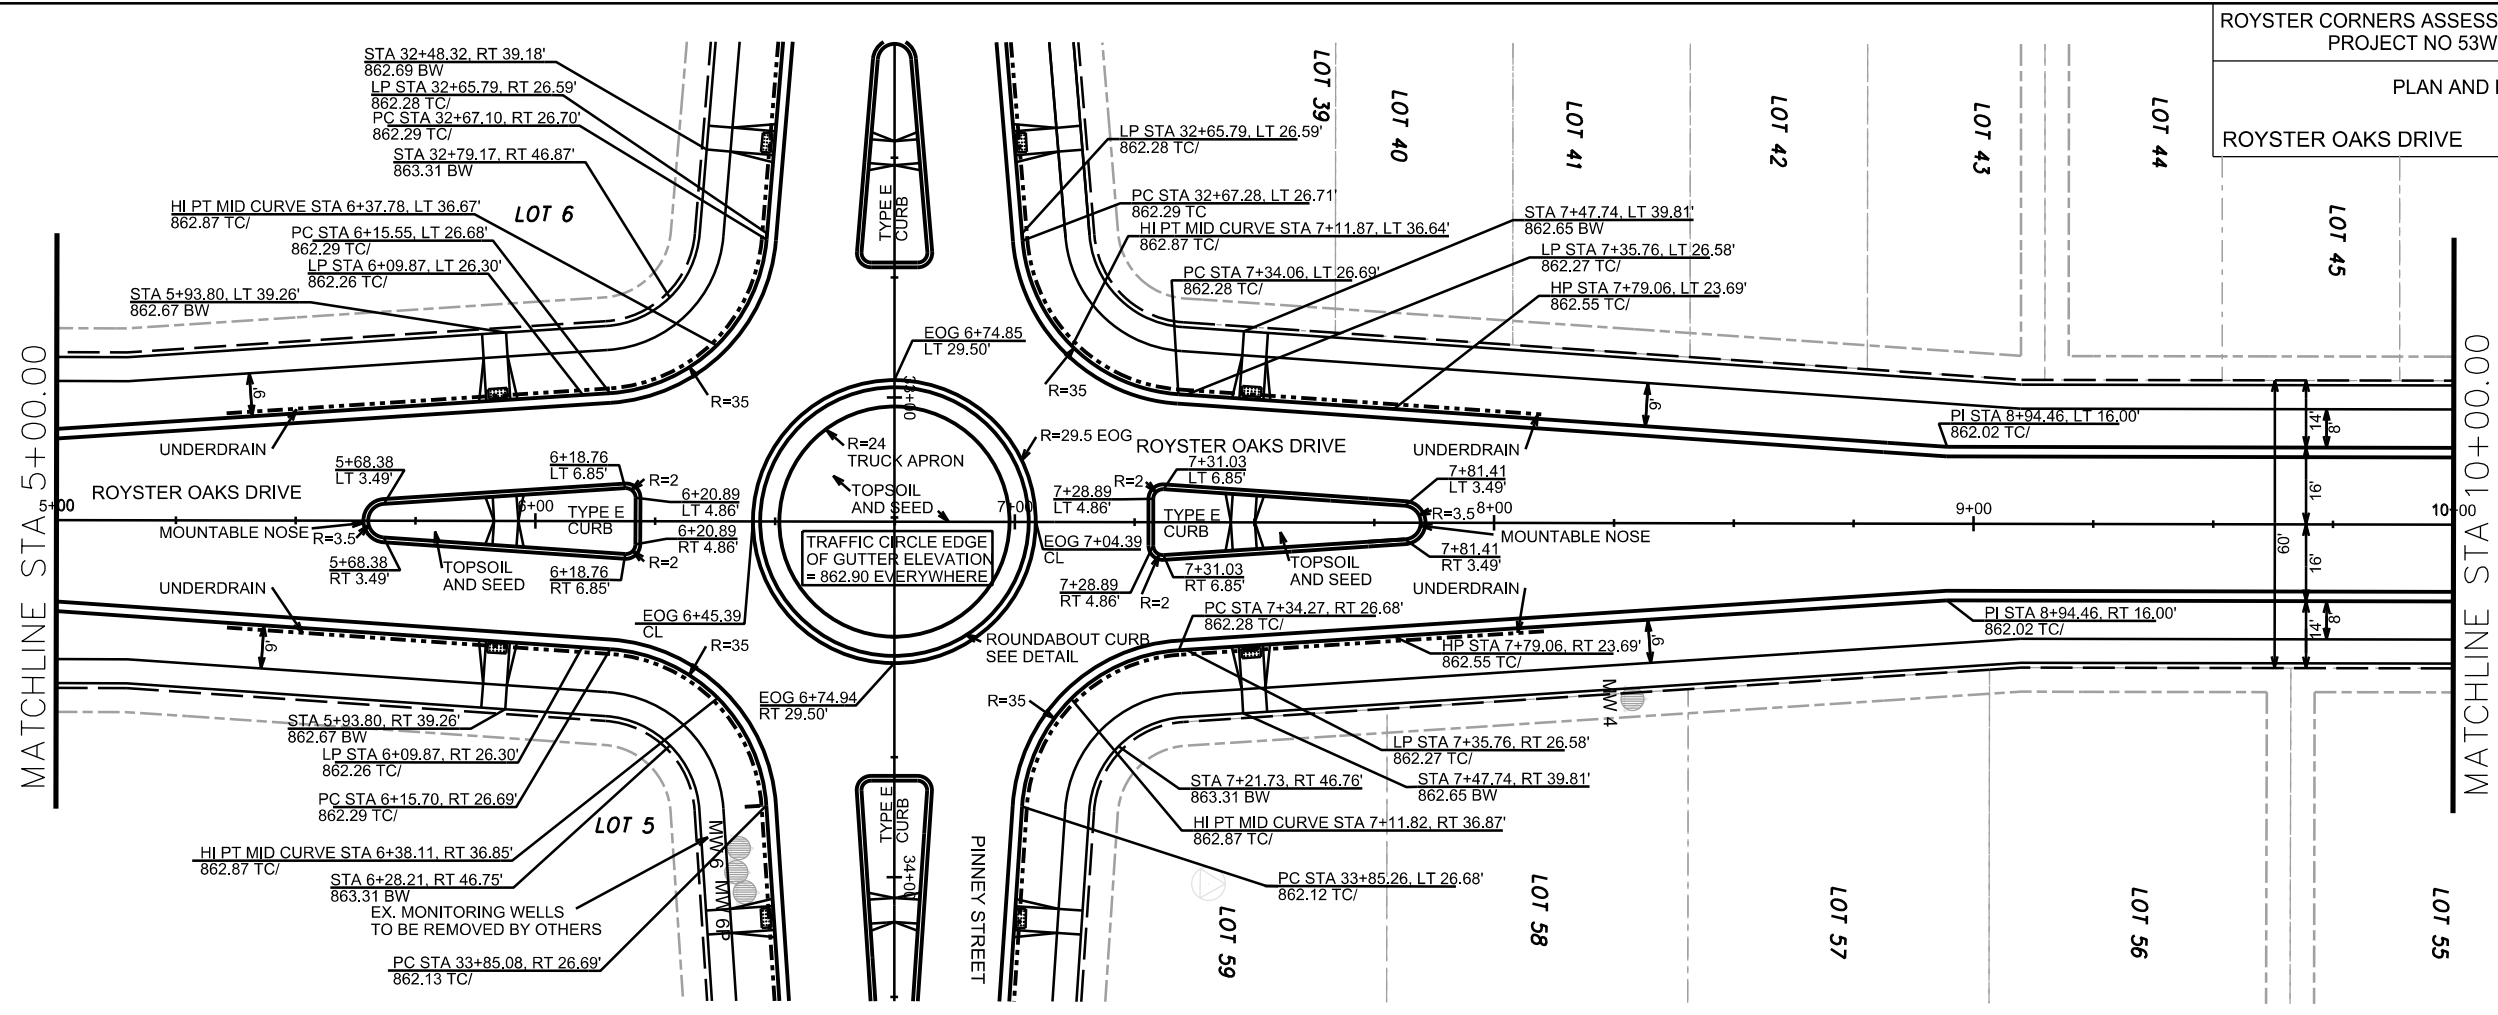 ROYSTER CORNERS ASSESS
PROJECT NO 53W
PLAN AND
ROYSTER OAKS DRIVE
STA 32+48.32, RT 39.18'
862.69 BW
LP STA 32+65.79, RT 26.59'
862.28 TC/
PC STA 32+67.10, RT 26.70'
862.29 TC/
STA 32+79.17, RT 46.87'
863.31 BW
HI PT MID CURVE STA 6+37.78, LT 36.67'
862.87 TC/
LOT 6
PC STA 6+15.55, LT 26.68'
862.29 TC/
LP STA 6+09.87, LT 26.30'
862.26 TC/
STA 5+93.80, LT 39.26'
862.67 BW
TYPE E
CURB
LP STA 32+65.79, LT 26.59'
862.28 TC/
PC STA 32+67.28, LT 26.71'
862.29 TC
HI PT MID CURVE STA 7+11.87, LT 36.64'
862.87 TC/
PC STA 7+34.06, LT 26.69'
862.28 TC/
STA 7+47.74, LT 39.81'
862.65 BW
LP STA 7+35.76, LT 26.58'
862.27 TC/
HP STA 7+79.06, LT 23.69'
862.55 TC/
LOT 39
LOT 40
LOT 41
LOT 42
LOT 43
LOT 44
LOT 45
EOG 6+74.85
LT 29.50'
33+00
R=35
R=35
9'
9'
UNDERDRAIN
R=24
TRUCK APRON
R=29.5 EOG
ROYSTER OAKS DRIVE
UNDERDRAIN
PI STA 8+94.46, LT 16.00'
862.02 TC/
14'
8'
MATCHLINE STA 5+00.00
5+00
ROYSTER OAKS DRIVE
MOUNTABLE NOSE
R=3.5
5+68.38
LT 3.49'
6+18.76
LT 6.85'
R=2
6+20.89
LT 4.86'
6+00
TYPE E
CURB
6+20.89
RT 4.86'
R=2
5+68.38
RT 3.49'
TOPSOIL
AND SEED
6+18.76
RT 6.85'
UNDERDRAIN
TOPSOIL
AND SEED
TRAFFIC CIRCLE EDGE
OF GUTTER ELEVATION
= 862.90 EVERYWHERE
7+00
EOG 7+04.39
CL
R=2
7+31.03
LT 6.85'
7+28.89
LT 4.86'
TYPE E
CURB
7+81.41
LT 3.49'
R=3.5
8+00
MOUNTABLE NOSE
7+81.41
RT 3.49'
TOPSOIL
AND SEED
7+31.03
RT 6.85'
7+28.89
RT 4.86'
R=2
UNDERDRAIN
9+00
10+00
16'
16'
60'
MATCHLINE STA 10+00.00
9'
EOG 6+45.39
CL
R=35
ROUNDABOUT CURB
SEE DETAIL
PC STA 7+34.27, RT 26.68'
862.28 TC/
HP STA 7+79.06, RT 23.69'
862.55 TC/
9'
PI STA 8+94.46, RT 16.00'
862.02 TC/
14'
8'
EOG 6+74.94
RT 29.50'
R=35
MW 4
STA 5+93.80, RT 39.26'
862.67 BW
LP STA 6+09.87, RT 26.30'
862.26 TC/
PC STA 6+15.70, RT 26.69'
862.29 TC/
LOT 5
HI PT MID CURVE STA 6+38.11, RT 36.85'
862.87 TC/
STA 6+28.21, RT 46.75'
863.31 BW
EX. MONITORING WELLS
TO BE REMOVED BY OTHERS
PC STA 33+85.08, RT 26.69'
862.13 TC/
MW 6
MW 6P
TYPE E
CURB
34+00
PINNEY STREET
LP STA 7+35.76, RT 26.58'
862.27 TC/
STA 7+21.73, RT 46.76'
863.31 BW
STA 7+47.74, RT 39.81'
862.65 BW
HI PT MID CURVE STA 7+11.82, RT 36.87'
862.87 TC/
PC STA 33+85.26, LT 26.68'
862.12 TC/
LOT 59
LOT 58
LOT 57
LOT 56
LOT 55